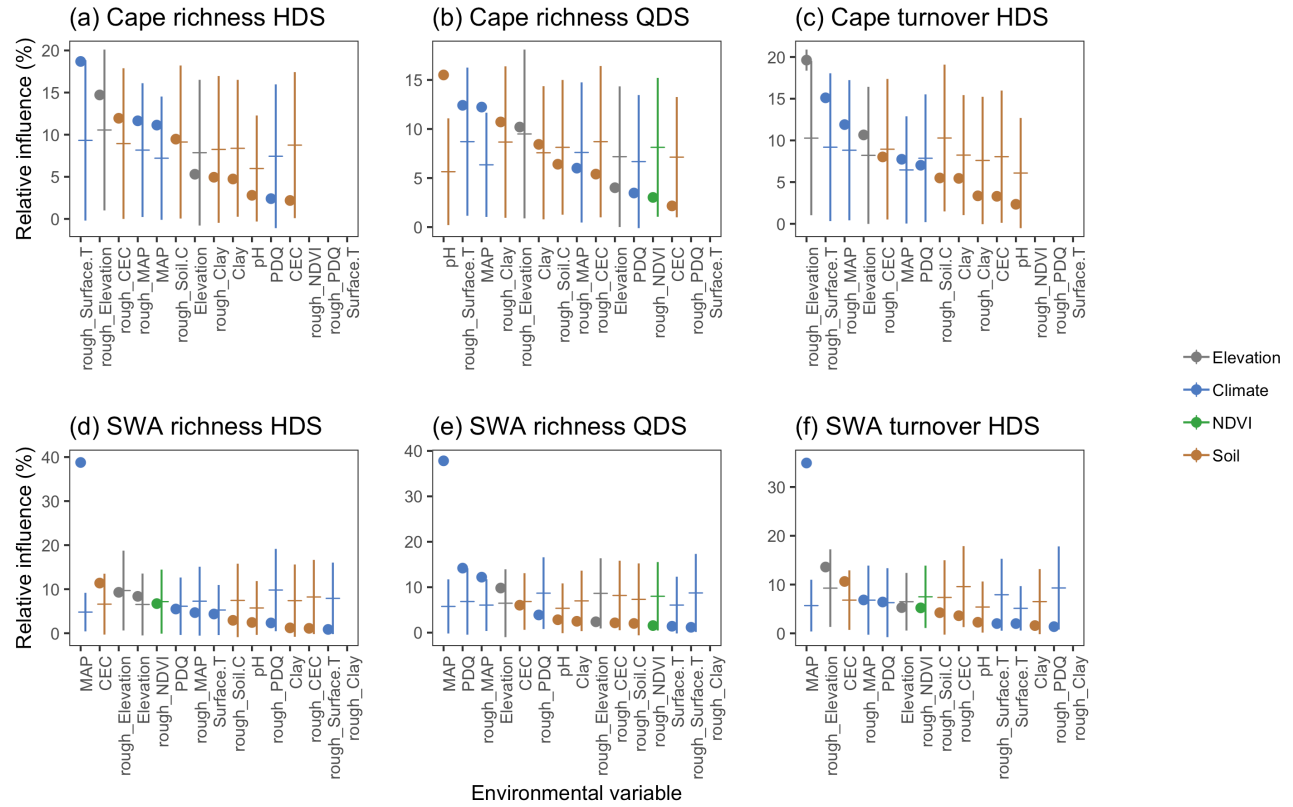 (a) Cape richness HDS
(b) Cape richness QDS
(c) Cape turnover HDS
Relative influence (%)
20
15
10
5
0
rough_Surface.T
rough_Elevation
rough_CEC
rough_MAP
MAP
rough_Soil.C
Elevation
rough_Clay
Clay
pH
PDQ
CEC
rough_NDVI
rough_PDQ
Surface.T
15
10
5
0
pH
rough_Surface.T
MAP
rough_Clay
rough_Elevation
Clay
rough_Soil.C
rough_MAP
rough_CEC
Elevation
PDQ
rough_NDVI
CEC
rough_PDQ
Surface.T
20
15
10
5
0
rough_Elevation
rough_Surface.T
rough_MAP
Elevation
rough_CEC
MAP
PDQ
rough_Soil.C
Clay
rough_Clay
CEC
pH
rough_NDVI
rough_PDQ
Surface.T
Elevation
Climate
NDVI
Soil
(d) SWA richness HDS
(e) SWA richness QDS
(f) SWA turnover HDS
Relative influence (%)
40
30
20
10
0
MAP
CEC
rough_Elevation
Elevation
rough_NDVI
PDQ
rough_MAP
Surface.T
rough_Soil.C
pH
rough_PDQ
Clay
rough_CEC
rough_Surface.T
rough_Clay
40
30
20
10
0
MAP
PDQ
rough_MAP
Elevation
CEC
rough_PDQ
pH
Clay
rough_Elevation
rough_CEC
rough_Soil.C
rough_NDVI
Surface.T
rough_Surface.T
rough_Clay
30
20
10
0
MAP
rough_Elevation
CEC
rough_MAP
PDQ
Elevation
rough_NDVI
rough_Soil.C
rough_CEC
pH
rough_Surface.T
Surface.T
Clay
rough_PDQ
rough_Clay
Environmental variable